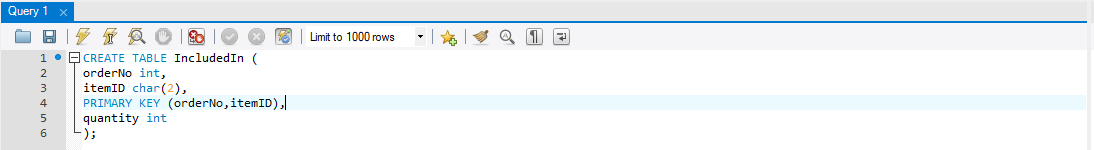 Query 1
Limit to 1000 rows
1 CREATE TABLE IncludedIn (
2 orderNo int,
3 itemID char(2),
4 PRIMARY KEY (orderNo,itemID),
5 quantity int
6 );